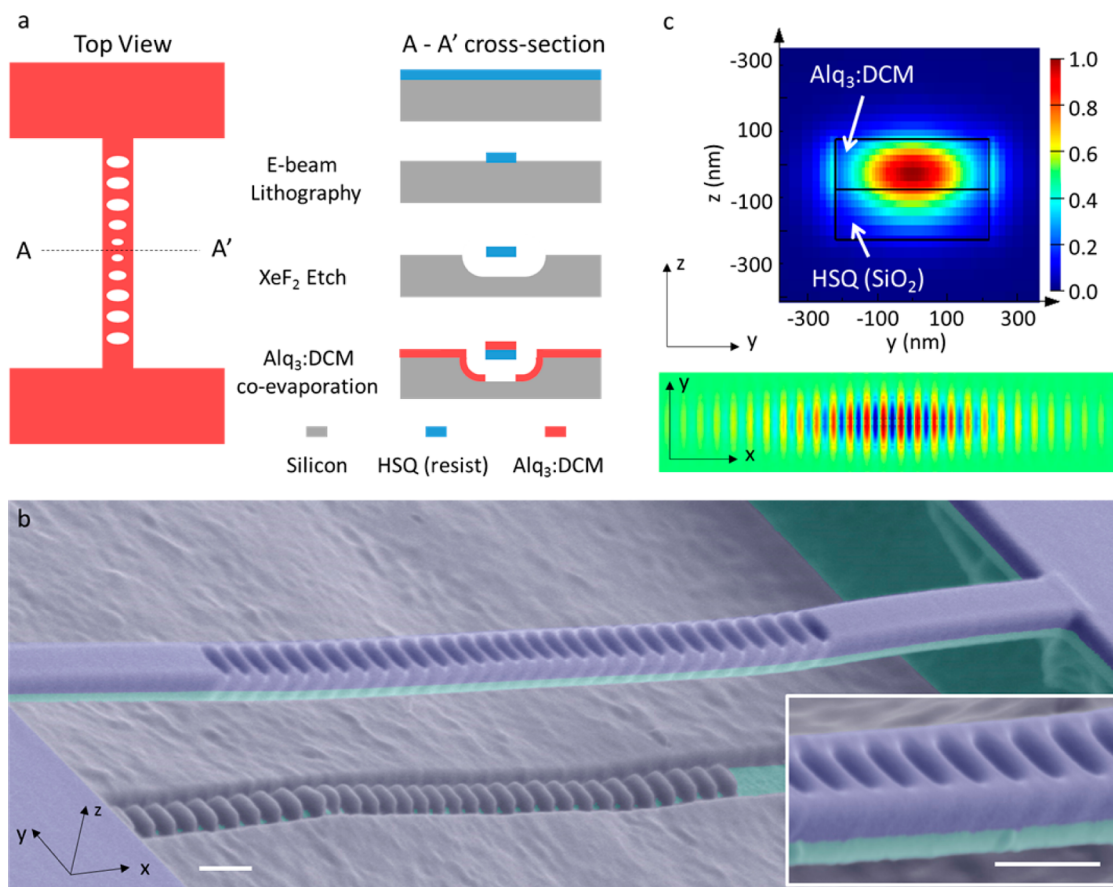 a
Top View
A
A'
A - A' cross-section
E-beam
Lithography
XeF₂ Etch
Alq₃:DCM
co-evaporation
Silicon
HSQ (resist)
Alq₃:DCM
c
-300
100
-100
-300
z (nm)
Alq₃:DCM
HSQ (SiO₂)
-300
-100
100
300
y (nm)
1.0
0.8
0.6
0.4
0.2
0.0
z
y
y
x
b
y
z
x